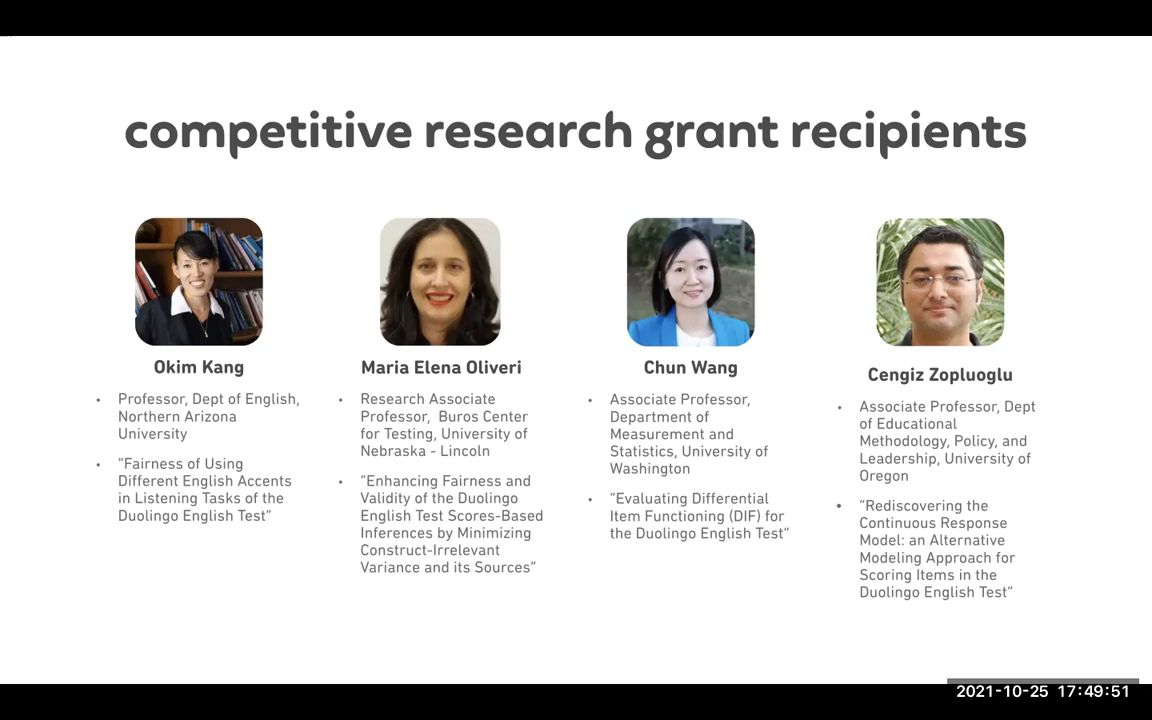 competitive research grant recipients
Okim Kang
• Professor, Dept of English,
Northern Arizona
University
• “Fairness of Using
Different English Accents
in Listening Tasks of the
Duolingo English Test”
Maria Elena Oliveri
• Research Associate
Professor, Buros Center
for Testing, University of
Nebraska - Lincoln
• “Enhancing Fairness and
Validity of the Duolingo
English Test Scores-Based
Inferences by Minimizing
Construct-Irrelevant
Variance and its Sources”
Chun Wang
• Associate Professor,
Department of
Measurement and
Statistics, University of
Washington
• “Evaluating Differential
Item Functioning (DIF) for
the Duolingo English Test”
Cengiz Zopluoglu
• Associate Professor, Dept
of Educational
Methodology, Policy, and
Leadership, University of
Oregon
• “Rediscovering the
Continuous Response
Model: an Alternative
Modeling Approach for
Scoring Items in the
Duolingo English Test”
2021-10-25 17:49:51